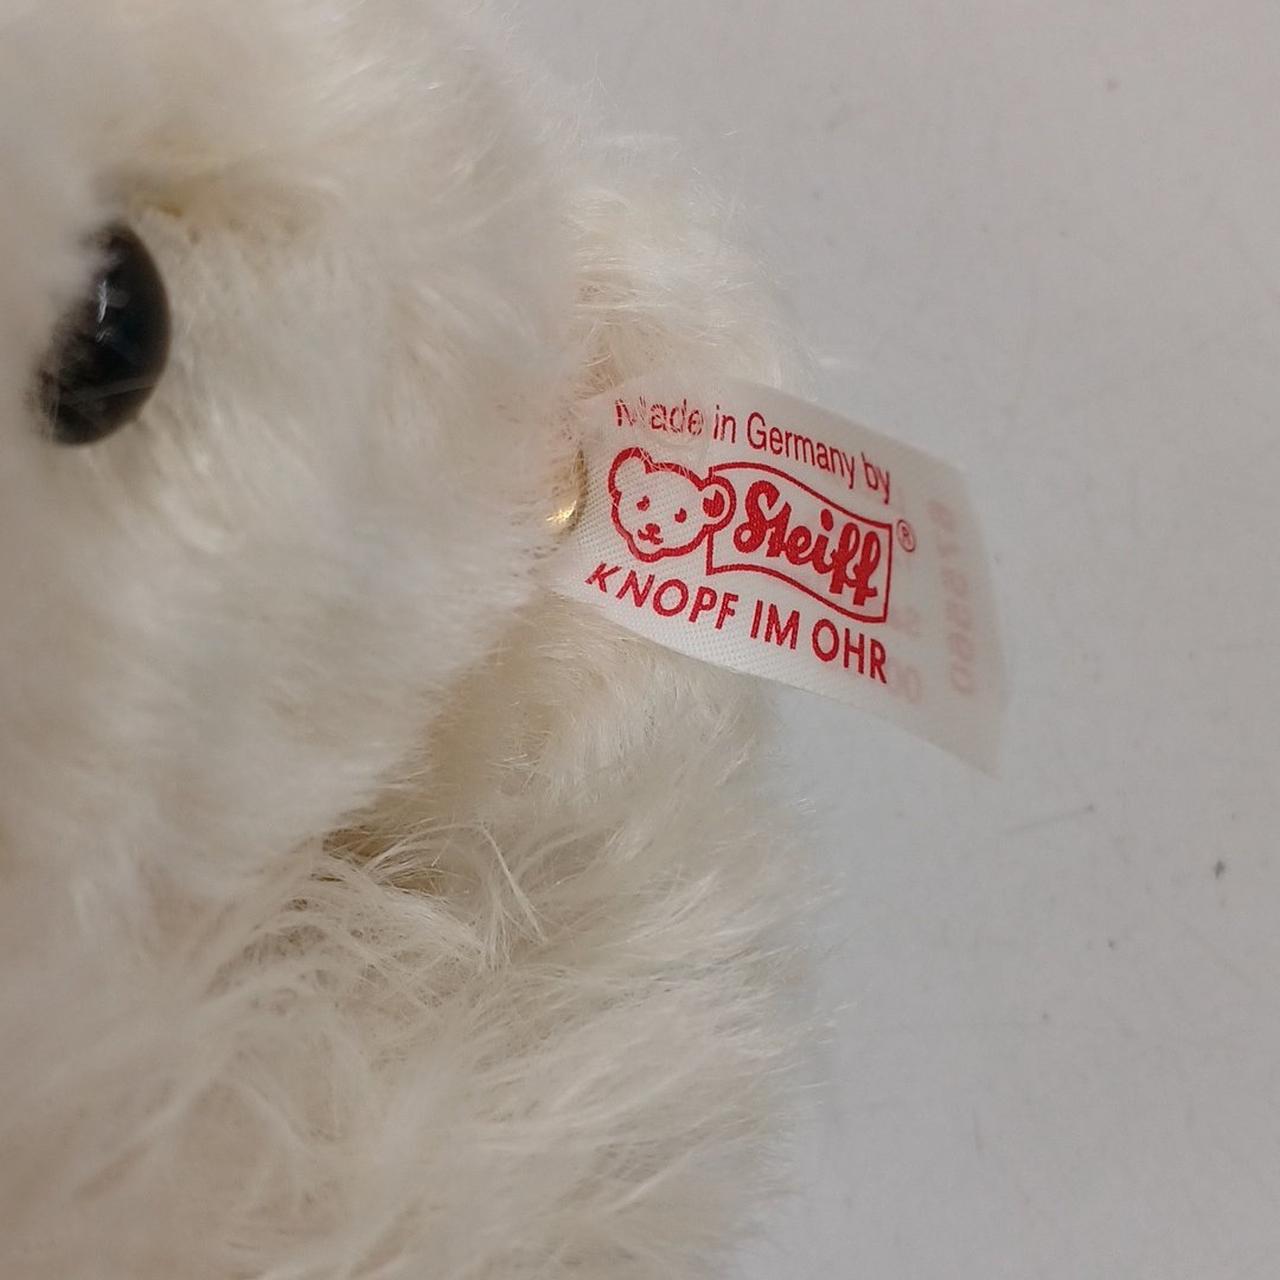 Made in Germany by
Steiff®
KNOPF IM OHR